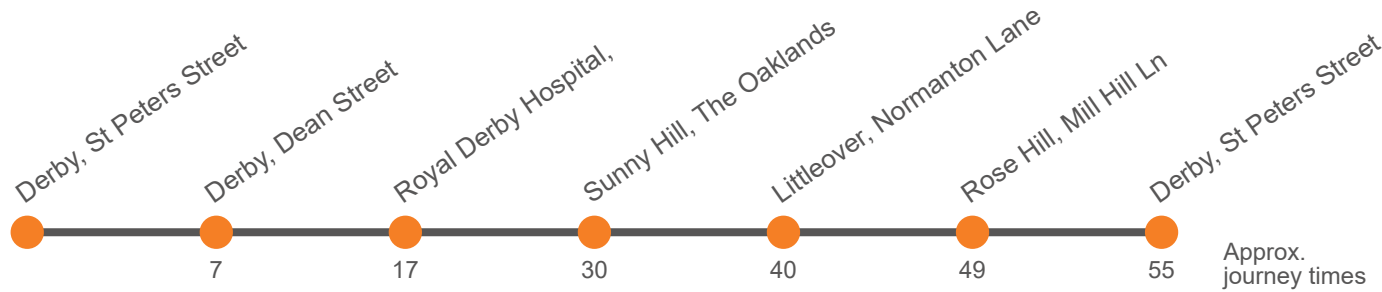 Derby, St Peters Street
Derby, Dean Street
Royal Derby Hospital,
Sunny Hill, The Oaklands
Littleover, Normanton Lane
Rose Hill, Mill Hill Ln
Derby, St Peters Street
7
17
30
40
49
55
Approx.
journey times